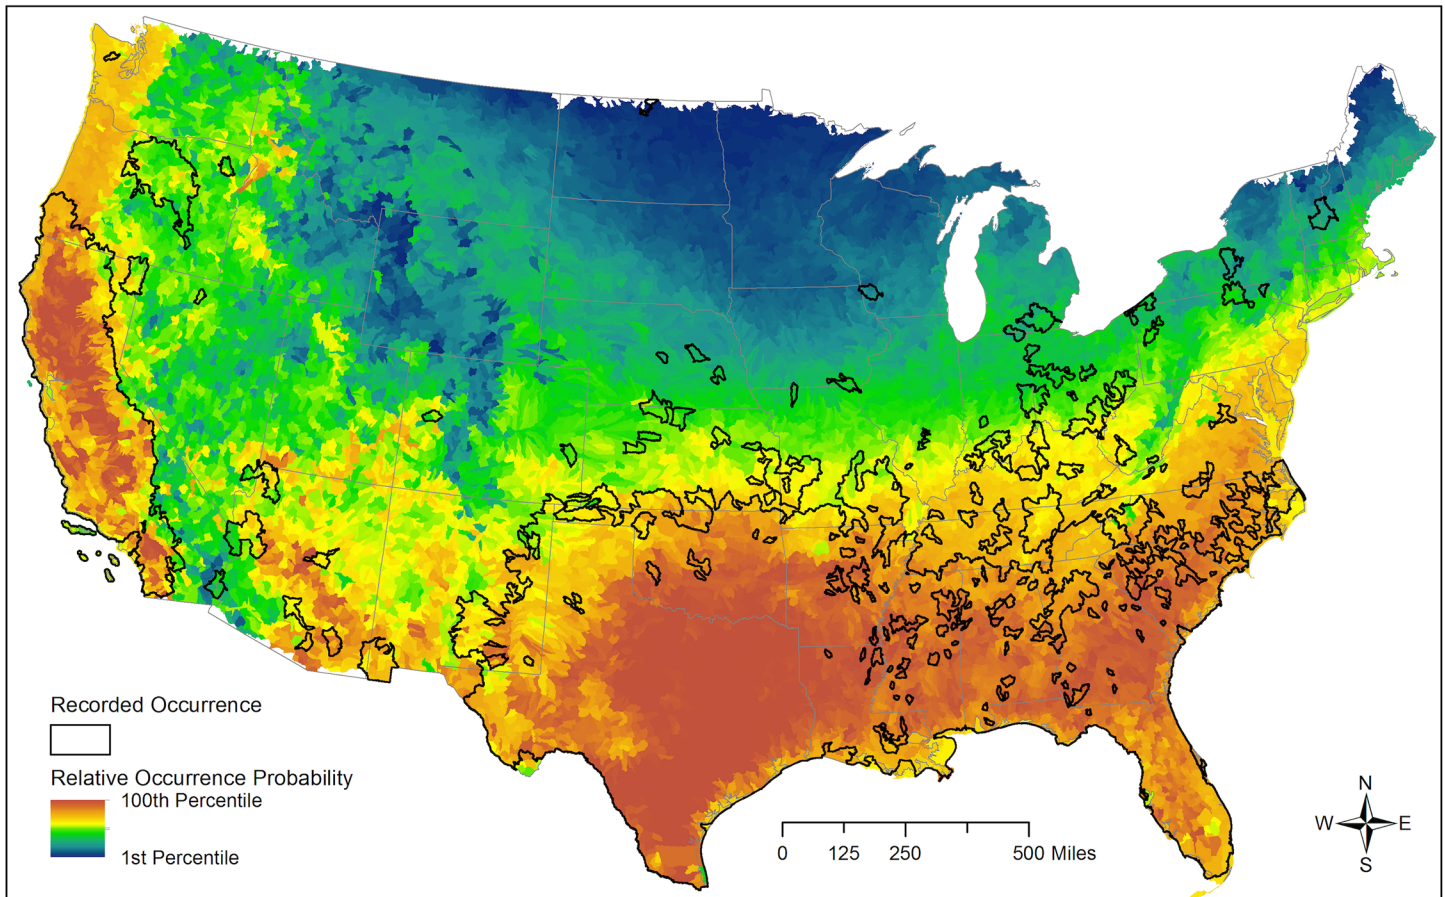 Recorded Occurrence
Relative Occurrence Probability
100th Percentile
1st Percentile
0 125 250 500 Miles
N
W E
S